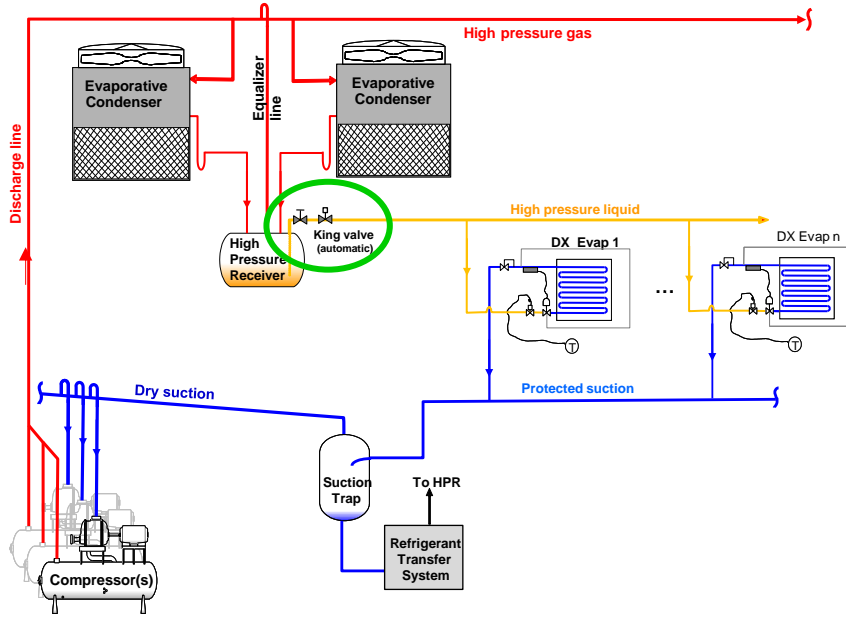 High pressure gas
Evaporative
Condenser
Evaporative
Condenser
Equalizer
line
Discharge line
High
Pressure
Receiver
King valve
(automatic)
High pressure liquid
DX Evap 1
DX Evap n
...
T
T
Dry suction
Protected suction
Suction
Trap
To HPR
Refrigerant
Transfer
System
Compressor(s)